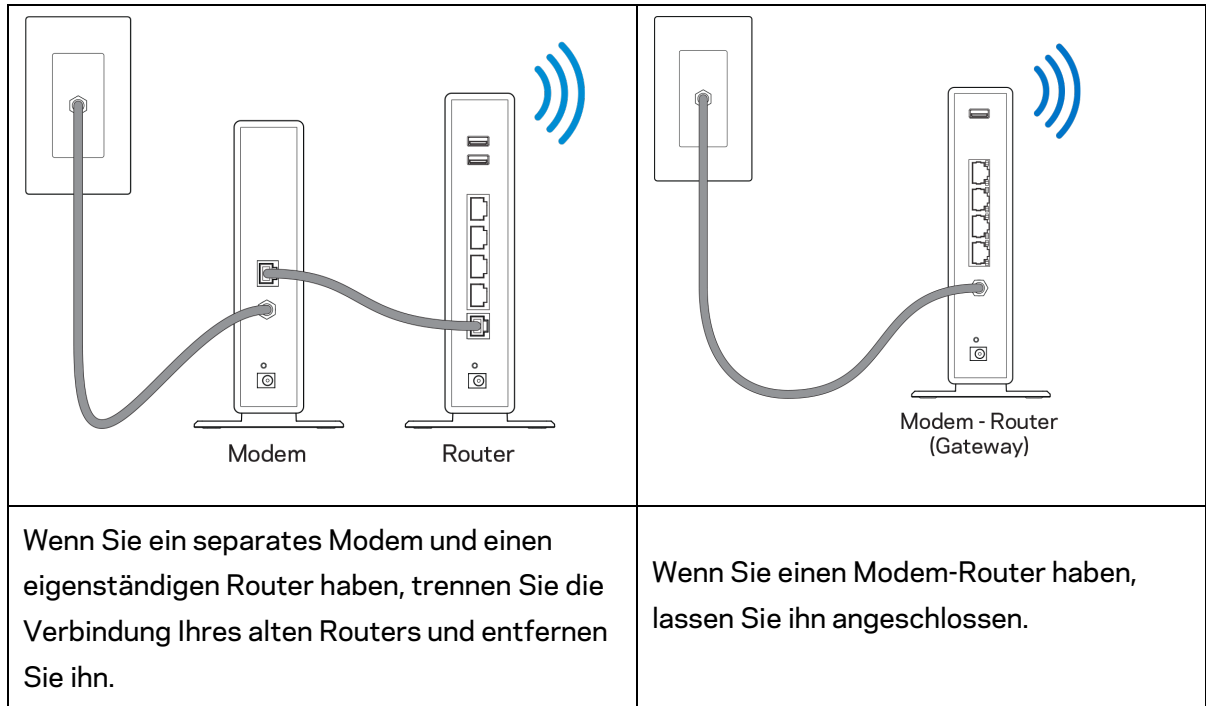 Modem
Router
Modem - Router
(Gateway)
Wenn Sie ein separates Modem und einen
eigenständigen Router haben, trennen Sie die
Verbindung Ihres alten Routers und entfernen
Sie ihn.
Wenn Sie einen Modem-Router haben,
lassen Sie ihn angeschlossen.